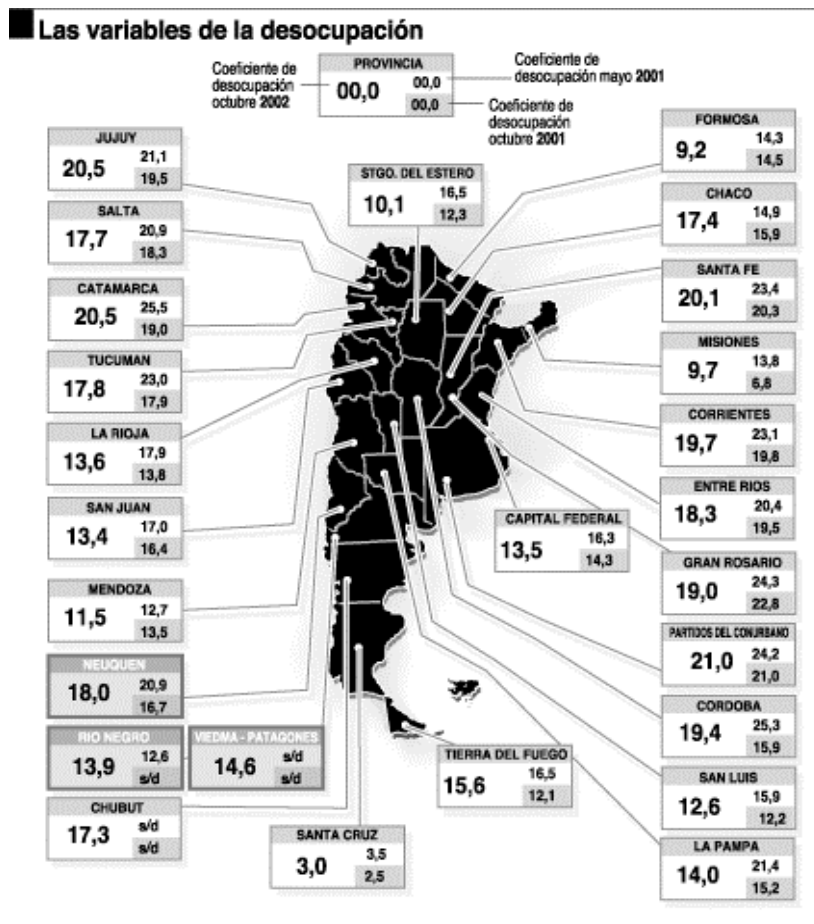 Las variables de la desocupación
Coeficiente de
desocupación
octubre 2002
PROVINCIA
00,0
00,0
00,0
Coeficiente de
desocupación mayo 2001
Coeficiente de
desocupación
octubre 2001
JUJUY
20,5
21,1
19,5
SALTA
17,7
20,9
18,3
CATAMARCA
20,5
25,5
19,0
TUCUMAN
17,8
23,0
17,9
LA RIOJA
13,6
17,9
13,8
SAN JUAN
13,4
17,0
16,4
MENDOZA
11,5
12,7
13,5
NEUQUEN
18,0
20,9
16,7
RIO NEGRO
13,9
12,6
s/d
VIEDMA - PATAGONES
14,6
s/d
s/d
CHUBUT
17,3
s/d
s/d
SANTA CRUZ
3,0
3,5
2,5
STGO. DEL ESTERO
10,1
16,5
12,3
CAPITAL FEDERAL
13,5
16,3
14,3
TIERRA DEL FUEGO
15,6
16,5
12,1
FORMOSA
9,2
14,3
14,5
CHACO
17,4
14,9
15,9
SANTA FE
20,1
23,4
20,3
MISIONES
9,7
13,8
6,8
CORRIENTES
19,7
23,1
19,8
ENTRE RIOS
18,3
20,4
19,5
GRAN ROSARIO
19,0
24,3
22,8
PARTIDOS DEL CONURBANO
21,0
24,2
21,0
CORDOBA
19,4
25,3
15,9
SAN LUIS
12,6
15,9
12,2
LA PAMPA
14,0
21,4
15,2